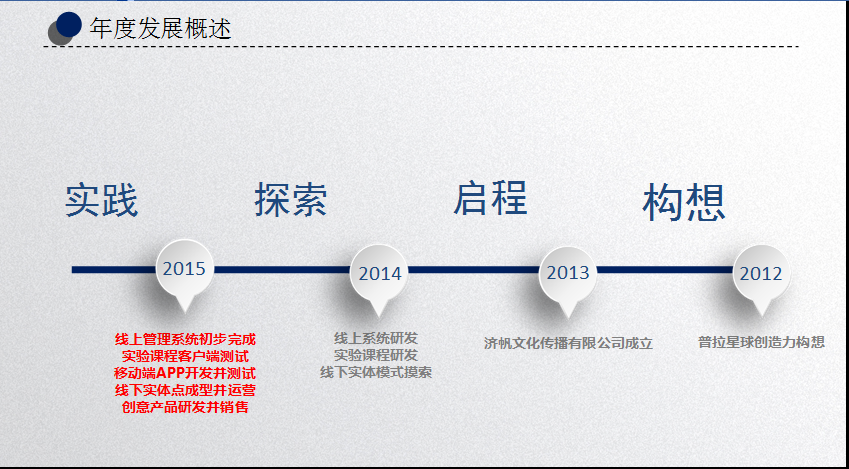 年度发展概述
实践
探索
启程
构想
2015
2014
2013
2012
线上管理系统初步完成
实验课程客户端测试
移动端APP开发并测试
线下实体点成型并运营
创意产品研发并销售
线上系统研发
实验课程研发
线下实体模式摸索
济帆文化传播有限公司成立
普拉星球创造力构想